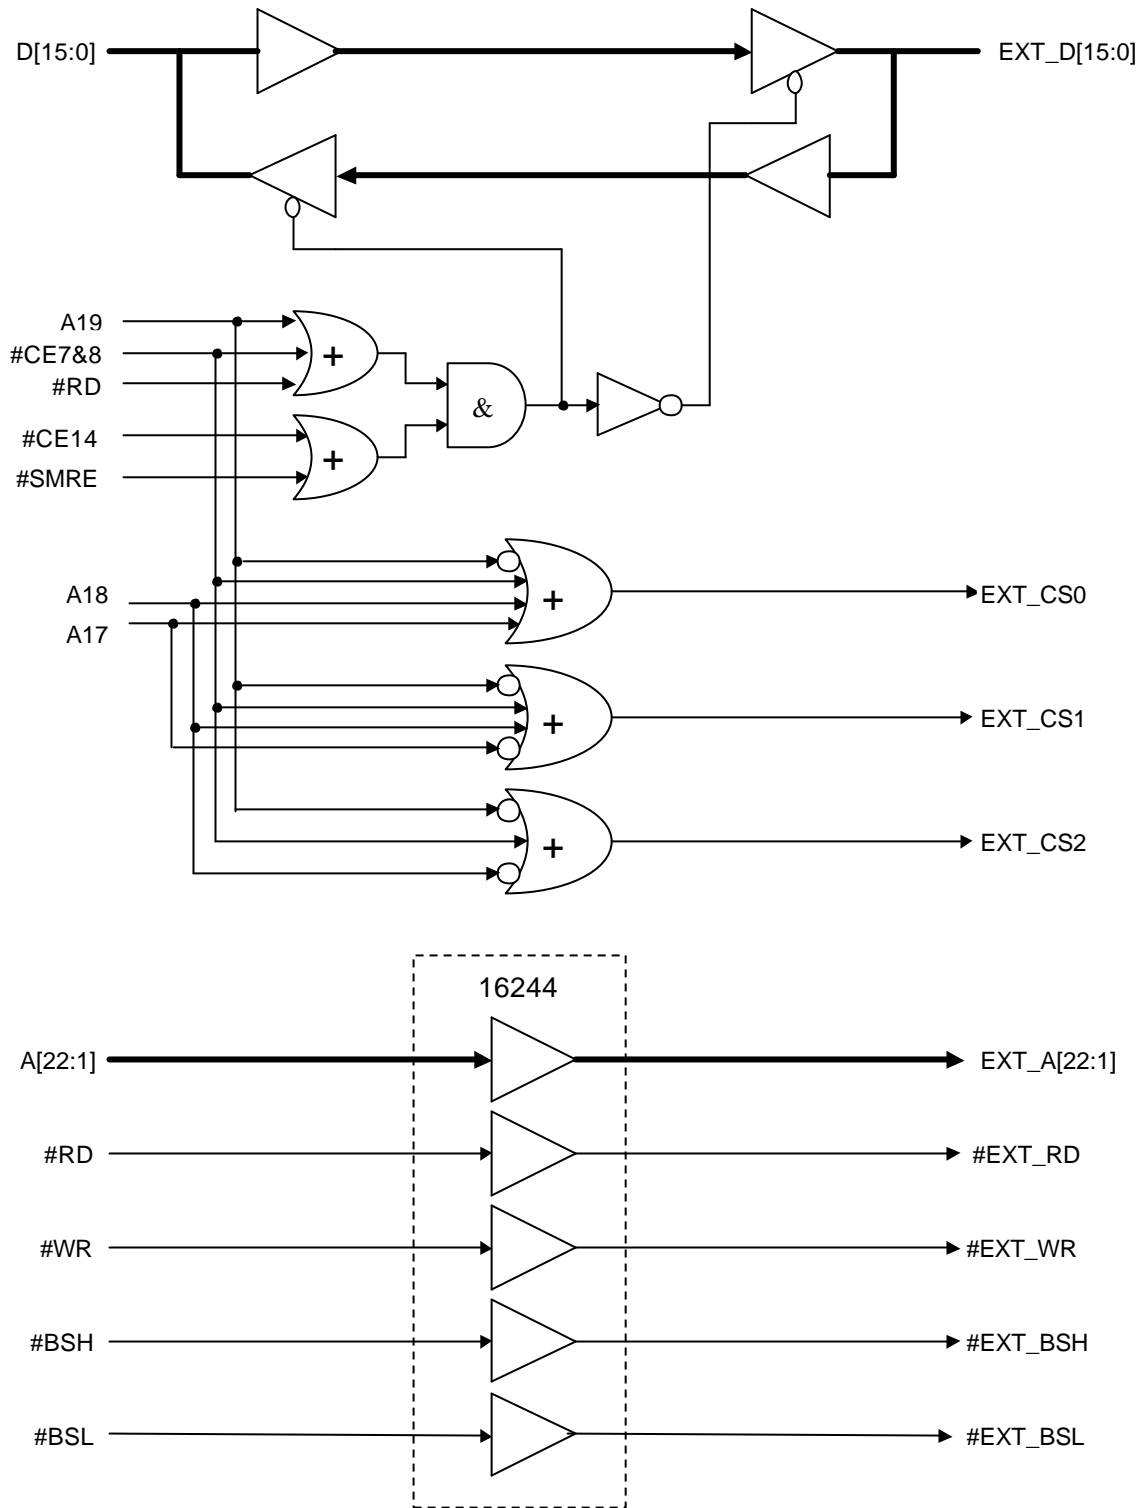 D[15:0]
EXT_D[15:0]
A19
#CE7&8
#RD
+
#CE14
#SMRE
+
&
A18
A17
+
EXT_CS0
+
EXT_CS1
+
EXT_CS2
16244
A[22:1]
EXT_A[22:1]
#RD
#EXT_RD
#WR
#EXT_WR
#BSH
#EXT_BSH
#BSL
#EXT_BSL